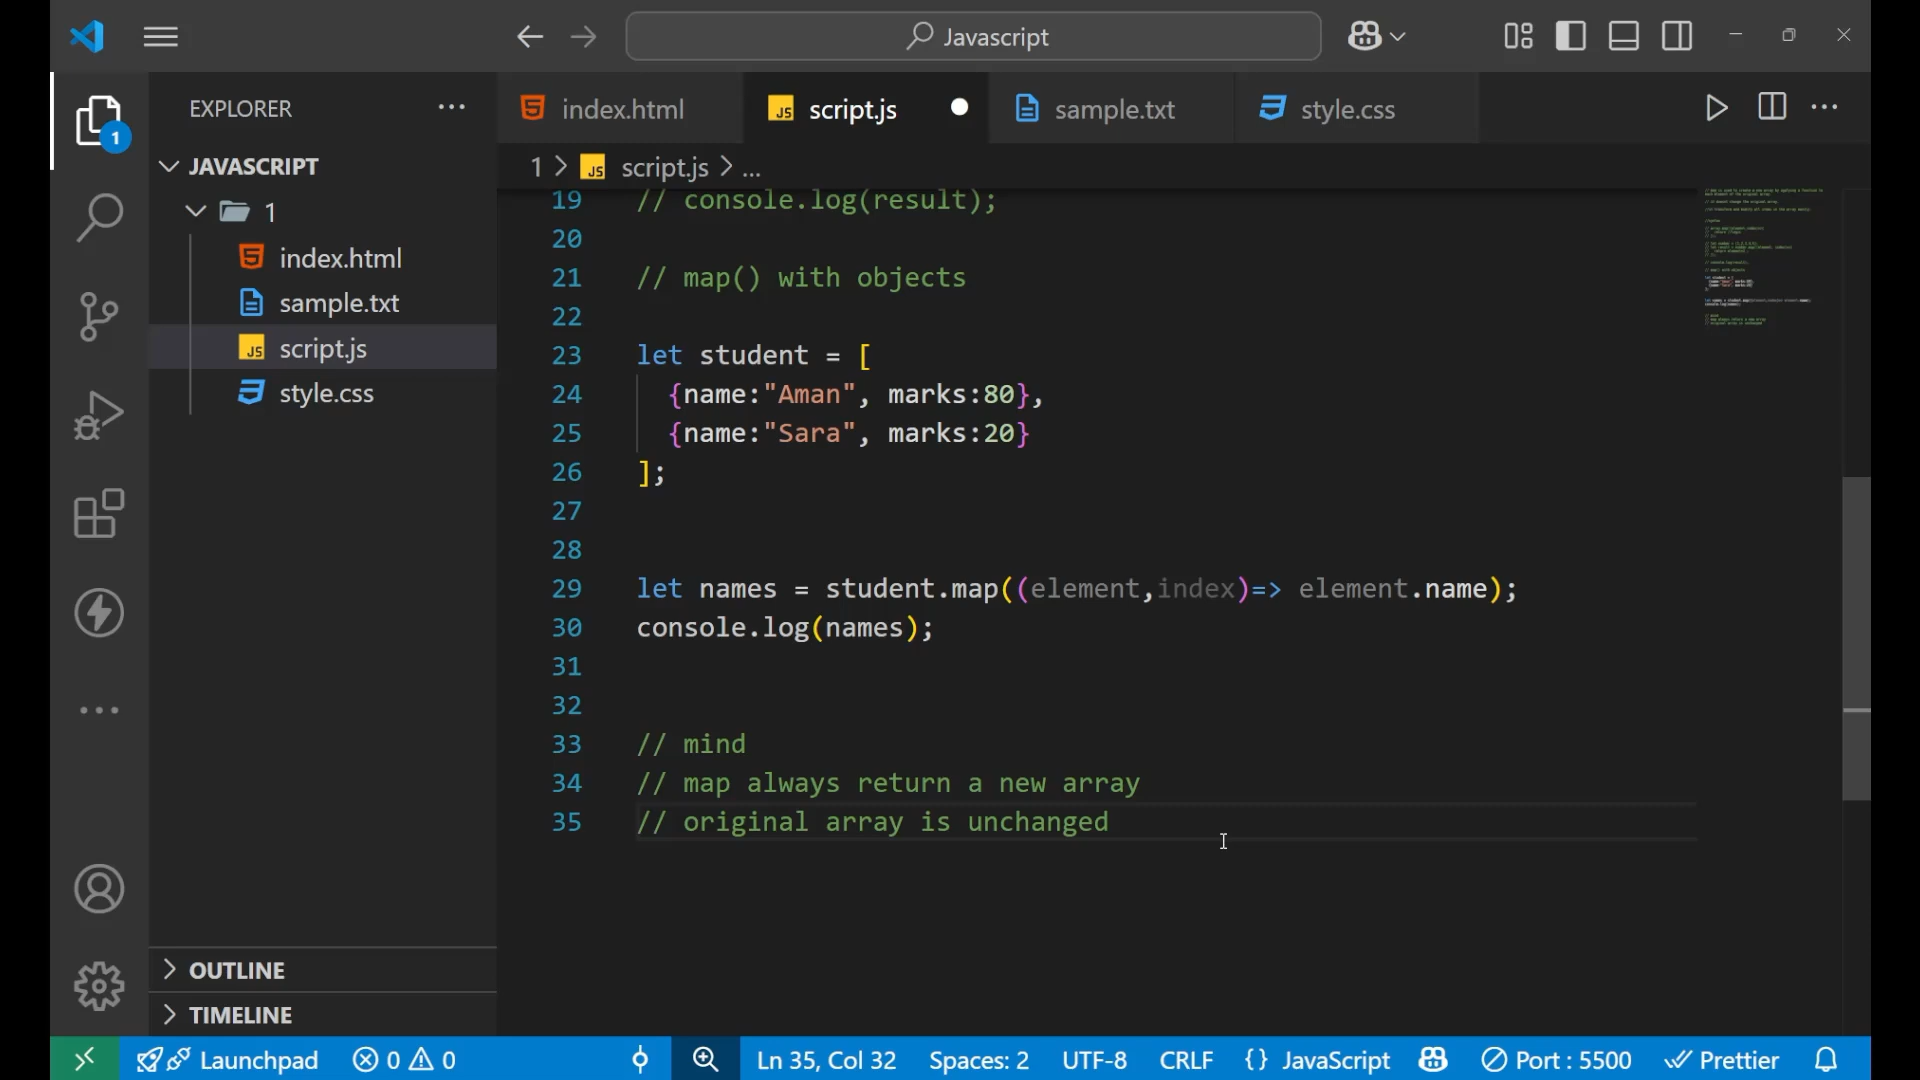 Javascript
EXPLORER
index.html
script.js
sample.txt
style.css
1
JAVASCRIPT
1 > script.js > ...
1
index.html
sample.txt
script.js
style.css
19 // console.log(result);
20
21 // map() with objects
22
23 let student = [
24 {name:"Aman", marks:80},
25 {name:"Sara", marks:20}
26 ];
27
28
29 let names = student.map((element,index)=> element.name);
30 console.log(names);
31
32
33 // mind
34 // map always return a new array
35 // original array is unchanged
OUTLINE
TIMELINE
Launchpad 0 0 Ln 35, Col 32 Spaces: 2 UTF-8 CRLF {} JavaScript Port : 5500 Prettier